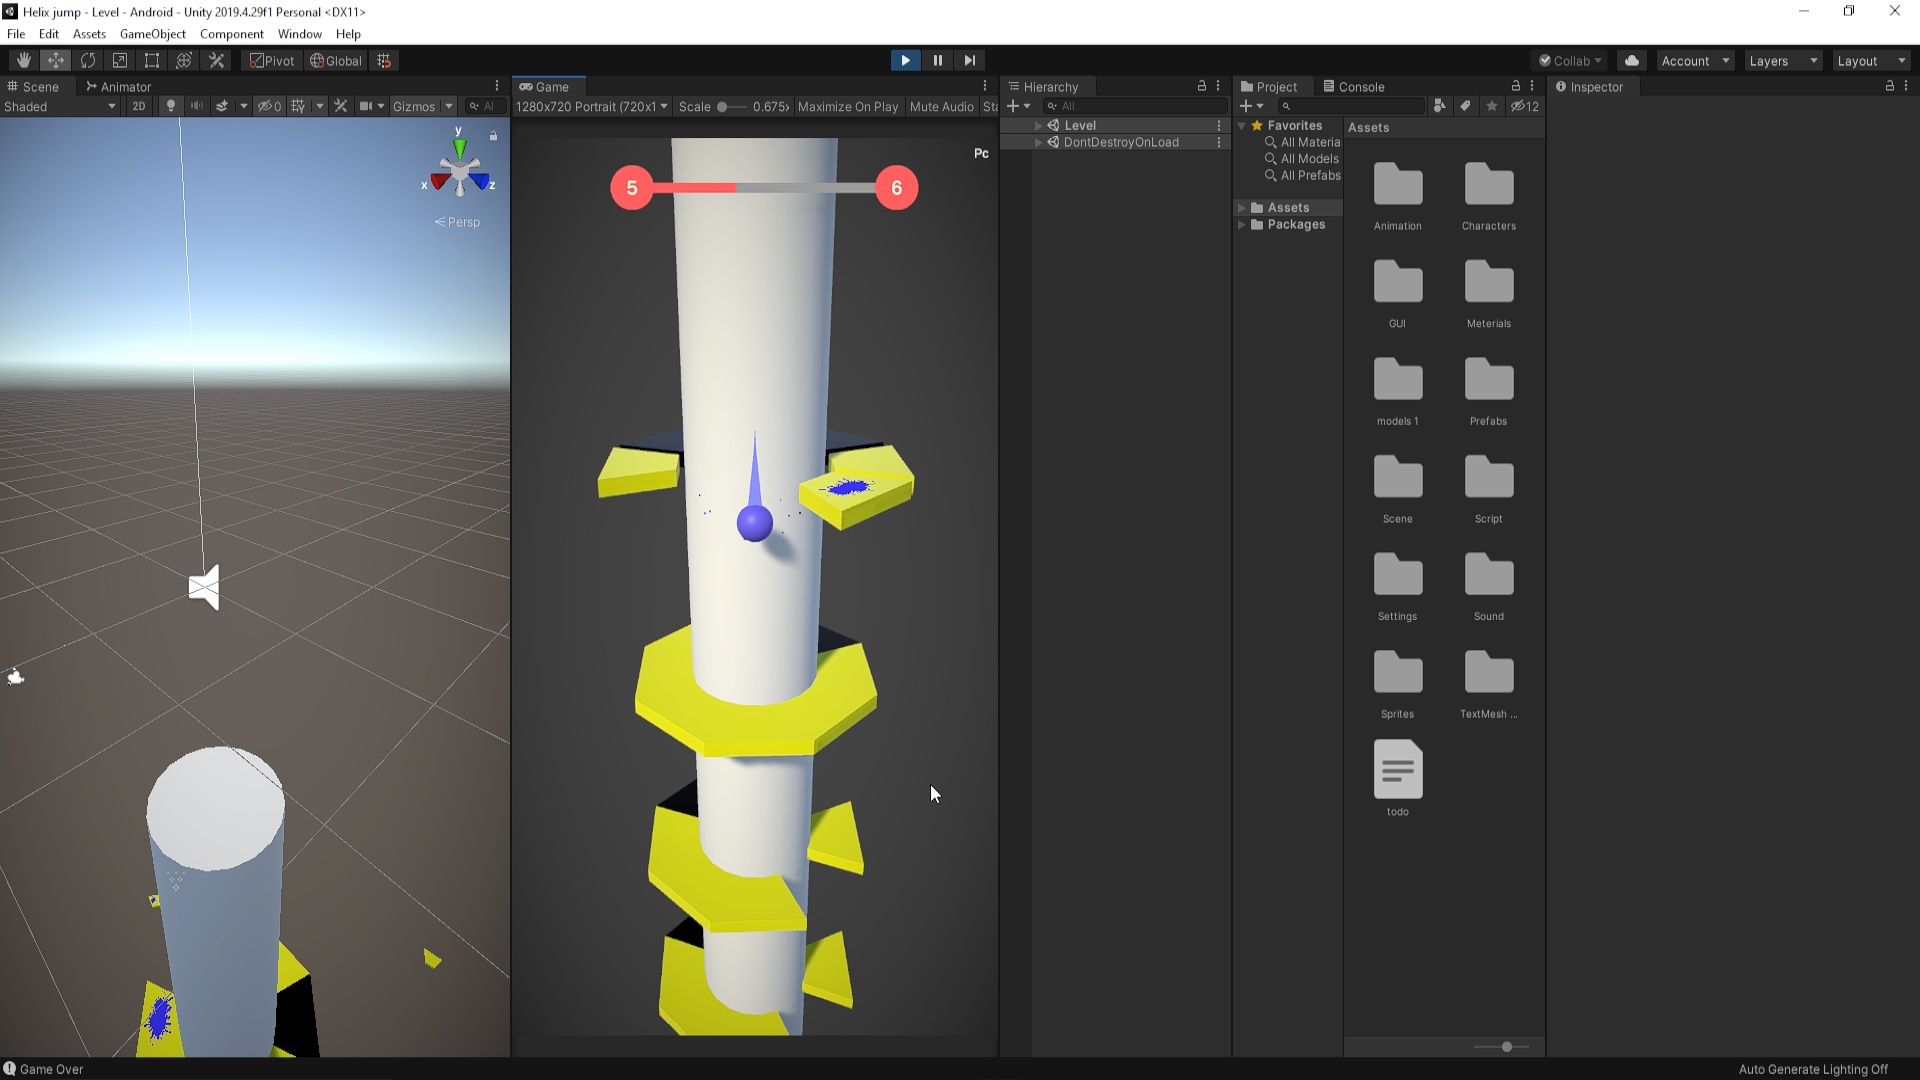 Helix jump - Level - Android - Unity 2019.4.29f1 Personal <DX11>
File Edit Assets GameObject Component Window Help
Pivot Global Collab Account Layers Layout
Scene Animator
Shaded 2D 0 Gizmos Al
y
x z
Persp
Game
1280x720 Portrait (720x1 Scale 0.675x Maximize On Play Mute Audio Sta
Pc
5 6
Hierarchy
All
Level
DontDestroyOnLoad
Project Console
12
Favorites
All Materia
All Models
All Prefabs
Assets
Packages
Assets
Animation Characters
GUI Meterials
models 1 Prefabs
Scene Script
Settings Sound
Sprites TextMesh ...
todo
Inspector
Game Over
Auto Generate Lighting Off